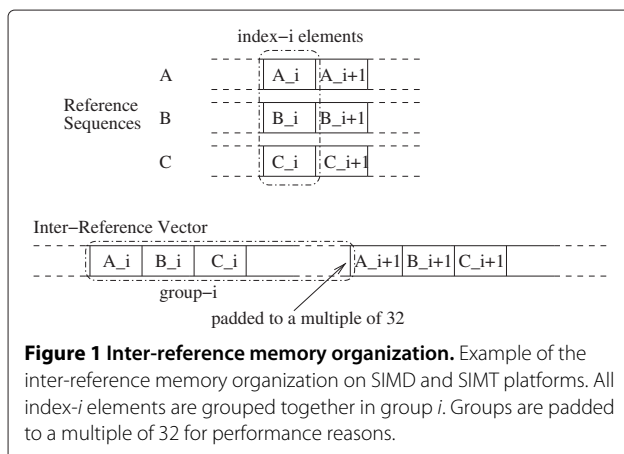 index−i elements
A A_i A_i+1
Reference
Sequences
B B_i B_i+1
C C_i C_i+1
Inter−Reference Vector
A_i B_i C_i A_i+1 B_i+1 C_i+1
group−i
padded to a multiple of 32
Figure 1 Inter-reference memory organization. Example of the
inter-reference memory organization on SIMD and SIMT platforms. All
index-i elements are grouped together in group i. Groups are padded
to a multiple of 32 for performance reasons.